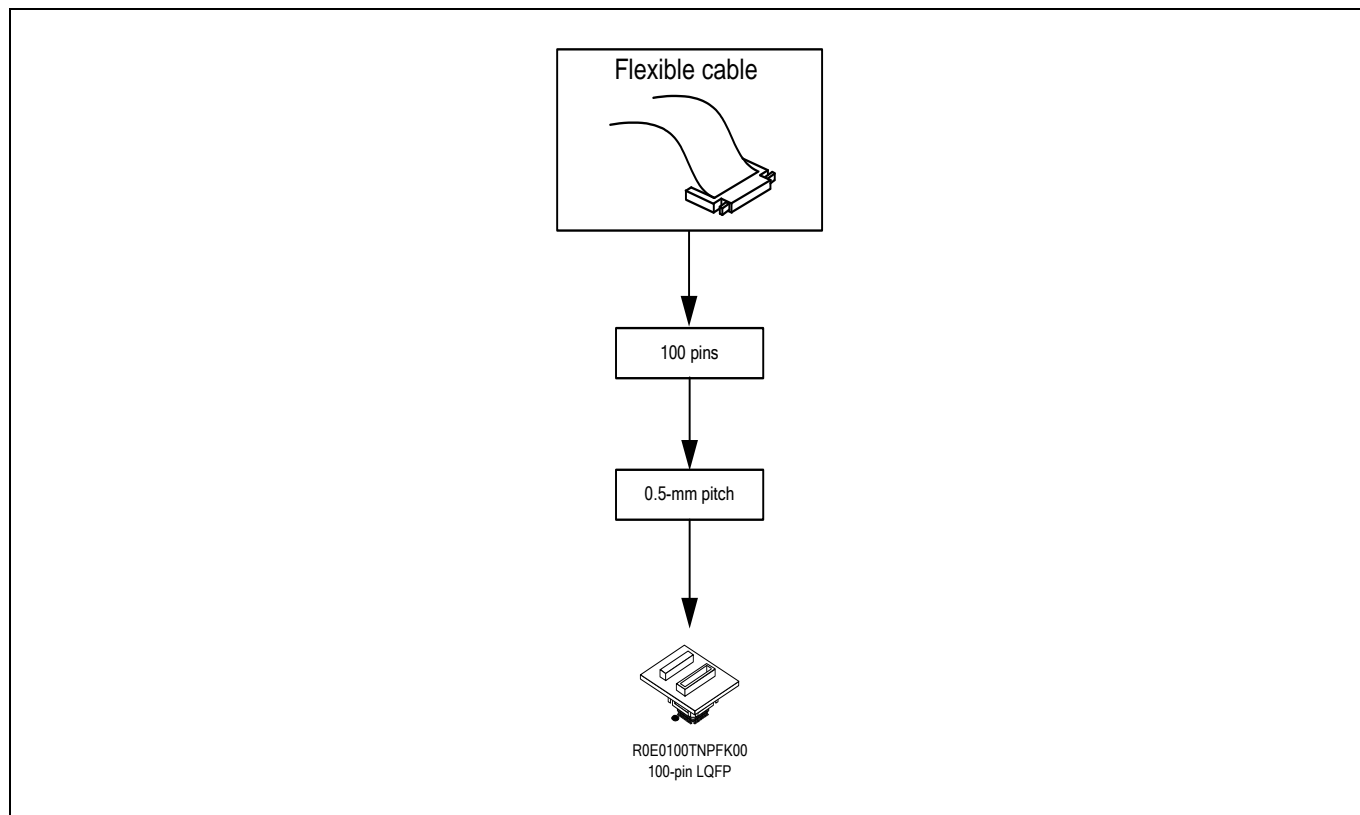 Flexible cable
100 pins
0.5-mm pitch
R0E0100TNPFK00
100-pin LQFP